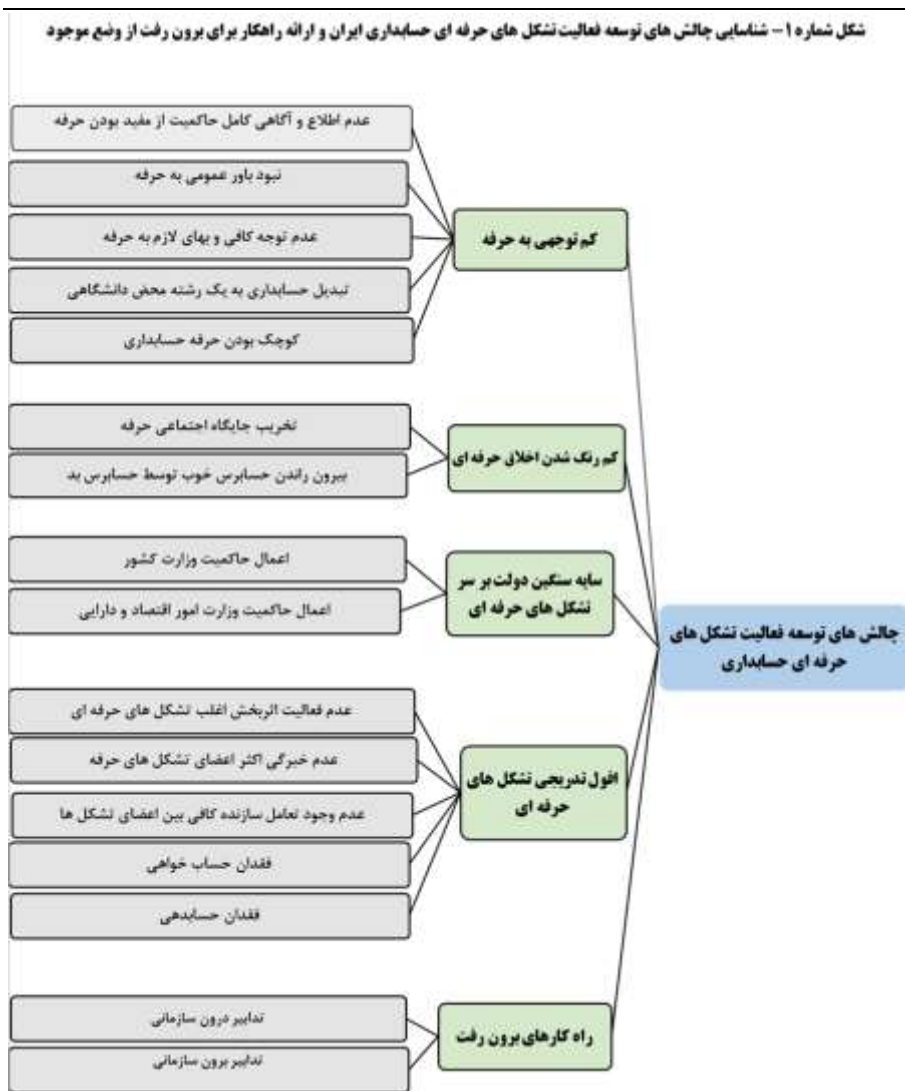 شکل شماره ۱- شناسایی چالش های توسعه فعالیت تشکل های حرفه ای حسابداری ایران و ارائه راهکار برای برون رفت از وضع موجود
چالش های توسعه فعالیت تشکل های
حرفه ای حسابداری
کم توجهی به حرفه
عدم اطلاع و آگاهی کامل حاکمیت از مفید بودن حرفه
نبود باور عمومی به حرفه
عدم توجه کافی و بهای لازم به حرفه
تبدیل حسابداری به یک رشته محض دانشگاهی
کوچک بودن حرفه حسابداری
کم رنگ شدن اخلاق حرفه ای
تخریب جایگاه اجتماعی حرفه
بیرون راندن حسابرس خوب توسط حسابرس بد
سایه سنگین دولت بر سر
تشکل های حرفه ای
اعمال حاکمیت وزارت کشور
اعمال حاکمیت وزارت امور اقتصاد و دارایی
افول تدریجی تشکل های
حرفه ای
عدم فعالیت اثربخش اغلب تشکل های حرفه ای
عدم خبرگی اکثر اعضای تشکل های حرفه
عدم وجود تعامل سازنده کافی بین اعضای تشکل ها
فقدان حساب خواهی
فقدان حسابدهی
راه کارهای برون رفت
تدابیر درون سازمانی
تدابیر برون سازمانی